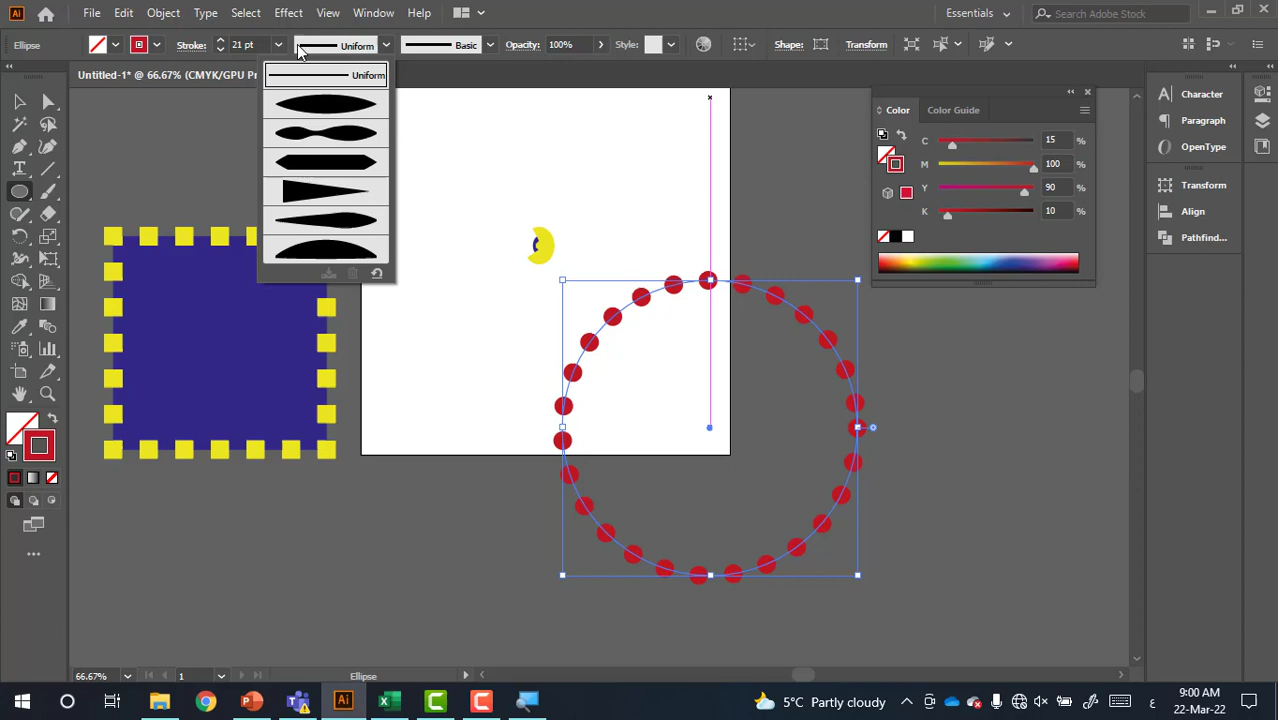 Ai File Edit Object Type Select Effect View Window Help Essentials Search Adobe Stock
Ellipse Stroke: 21 pt Uniform Basic Opacity: 100% Style: Shape: Transform
Untitled-1* @ 66.67% (CMYK/GPU Pr
Uniform
Color Color Guide
C 15
M 100
Y 90
K 10
Character
Paragraph
OpenType
Transform
Align
Pathfind...
66.67% 1 Ellipse
Ai 5°C Partly cloudy ع 9:00 AM
22-Mar-22